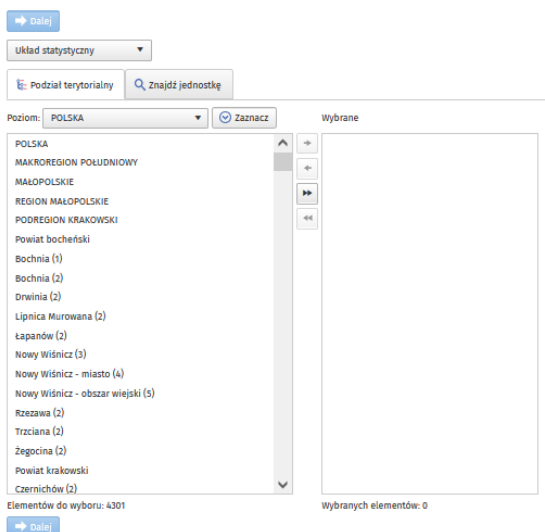 Dalej
Układ statystyczny
Podział terytorialny Znajdź jednostkę
Poziom: POLSKA Zaznacz Wybrane
POLSKA
MAKROREGION POŁUDNIOWY
MAŁOPOLSKIE
REGION MAŁOPOLSKIE
PODREGION KRAKOWSKI
Powiat bocheński
Bochnia (1)
Bochnia (2)
Drwinia (2)
Lipnica Murowana (2)
Łapanów (2)
Nowy Wiśnicz (3)
Nowy Wiśnicz - miasto (4)
Nowy Wiśnicz - obszar wiejski (5)
Rzezawa (2)
Trzciana (2)
Żegocina (2)
Powiat krakowski
Czernichów (2)
Elementów do wyboru: 4301 Wybranych elementów: 0
Dalej